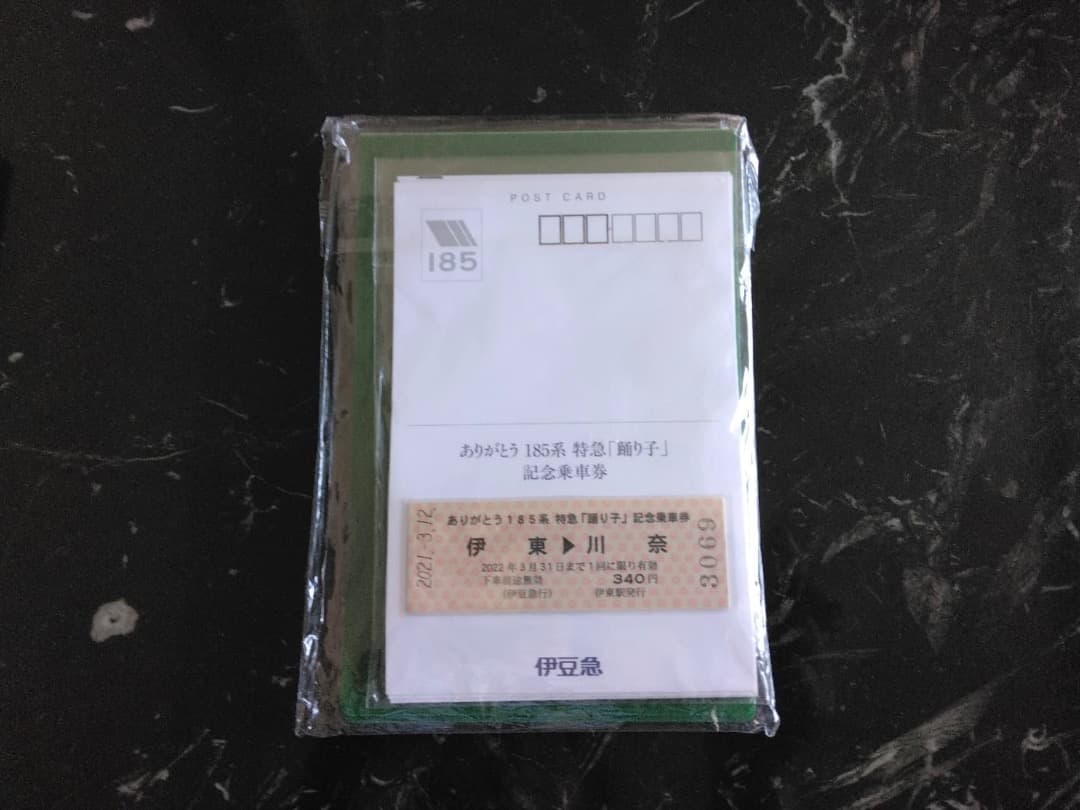 POST CARD
185
ありがとう 185系 特急「踊り子」
記念乗車券
2021.-3.12.
ありがとう185系 特急「踊り子」記念乗車券
伊東▶川奈
2022年3月31日まで1回に限り有効
下車前途無効 340円
(伊豆急行) 伊東駅発行
3069
伊豆急